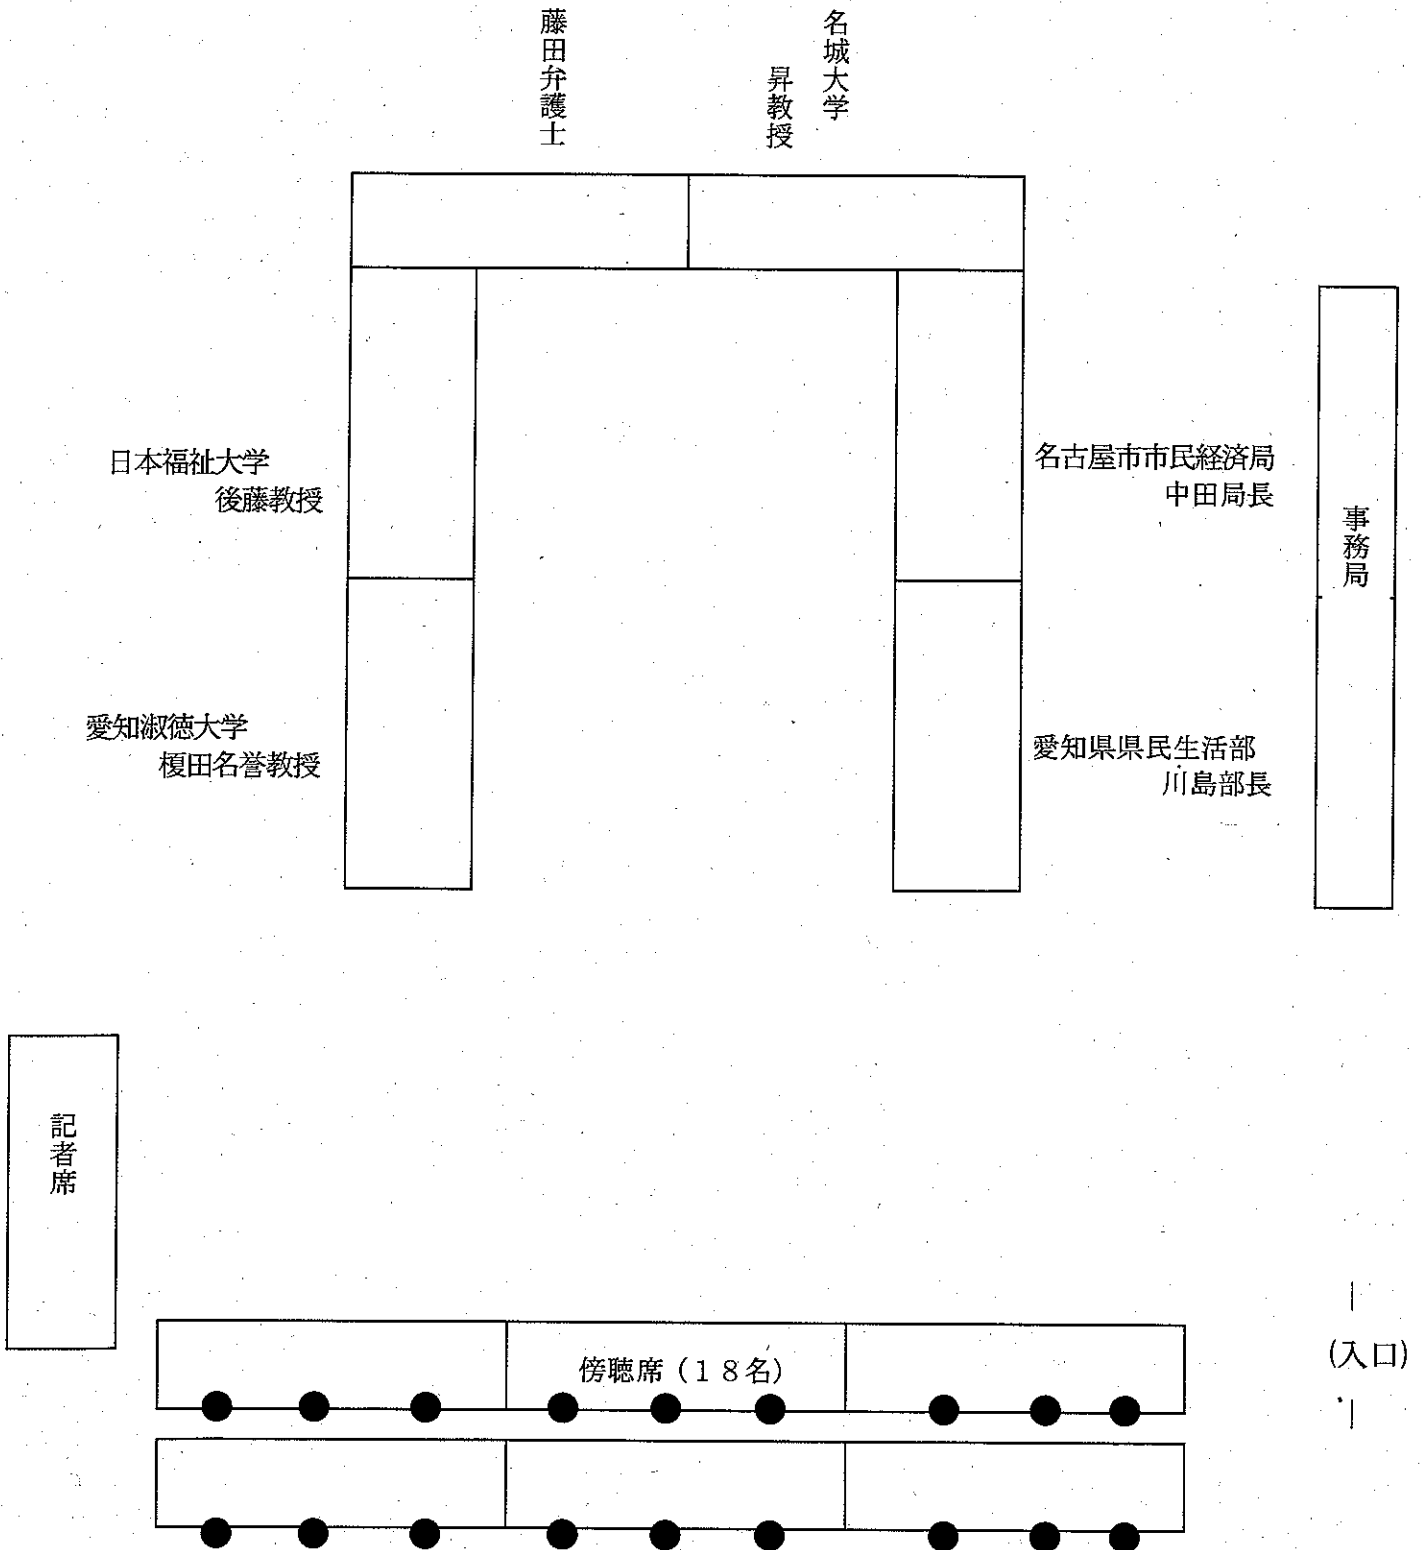 藤田弁護士
名城大学
昇教授
日本福祉大学
後藤教授
名古屋市市民経済局
中田局長
事務局
愛知淑徳大学
榎田名誉教授
愛知県県民生活部
川島部長
記者席
傍聴席（１８名）
(入口)